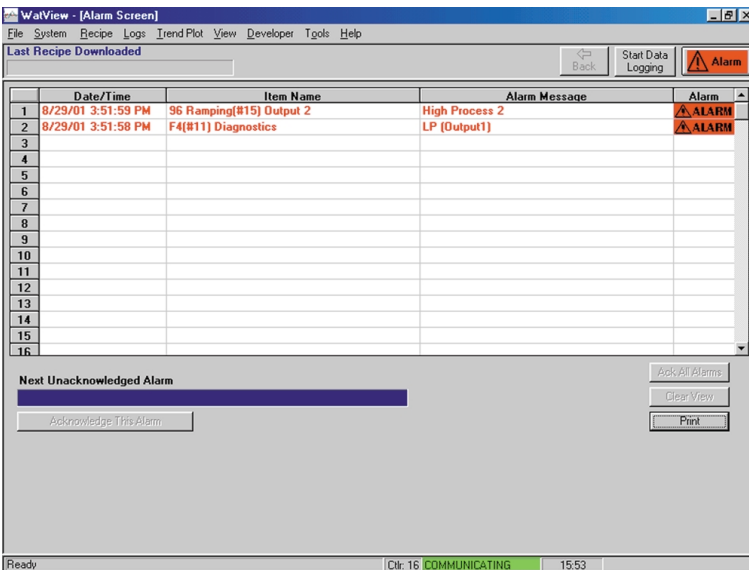 WatView - [Alarm Screen]
File System Recipe Logs Trend Plot View Developer Tools Help
Last Recipe Downloaded
Back
Start Data Logging
Alarm
Date/Time Item Name Alarm Message Alarm
1 8/29/01 3:51:59 PM 96 Ramping(#15) Output 2 High Process 2 ALARM
2 8/29/01 3:51:58 PM F4(#11) Diagnostics LP (Output1) ALARM
3
4
5
6
7
8
9
10
11
12
13
14
15
16
Next Unacknowledged Alarm
Acknowledge This Alarm
Ack All Alarms
Clear View
Print
Ready Ctlr: 16 COMMUNICATING 15:53